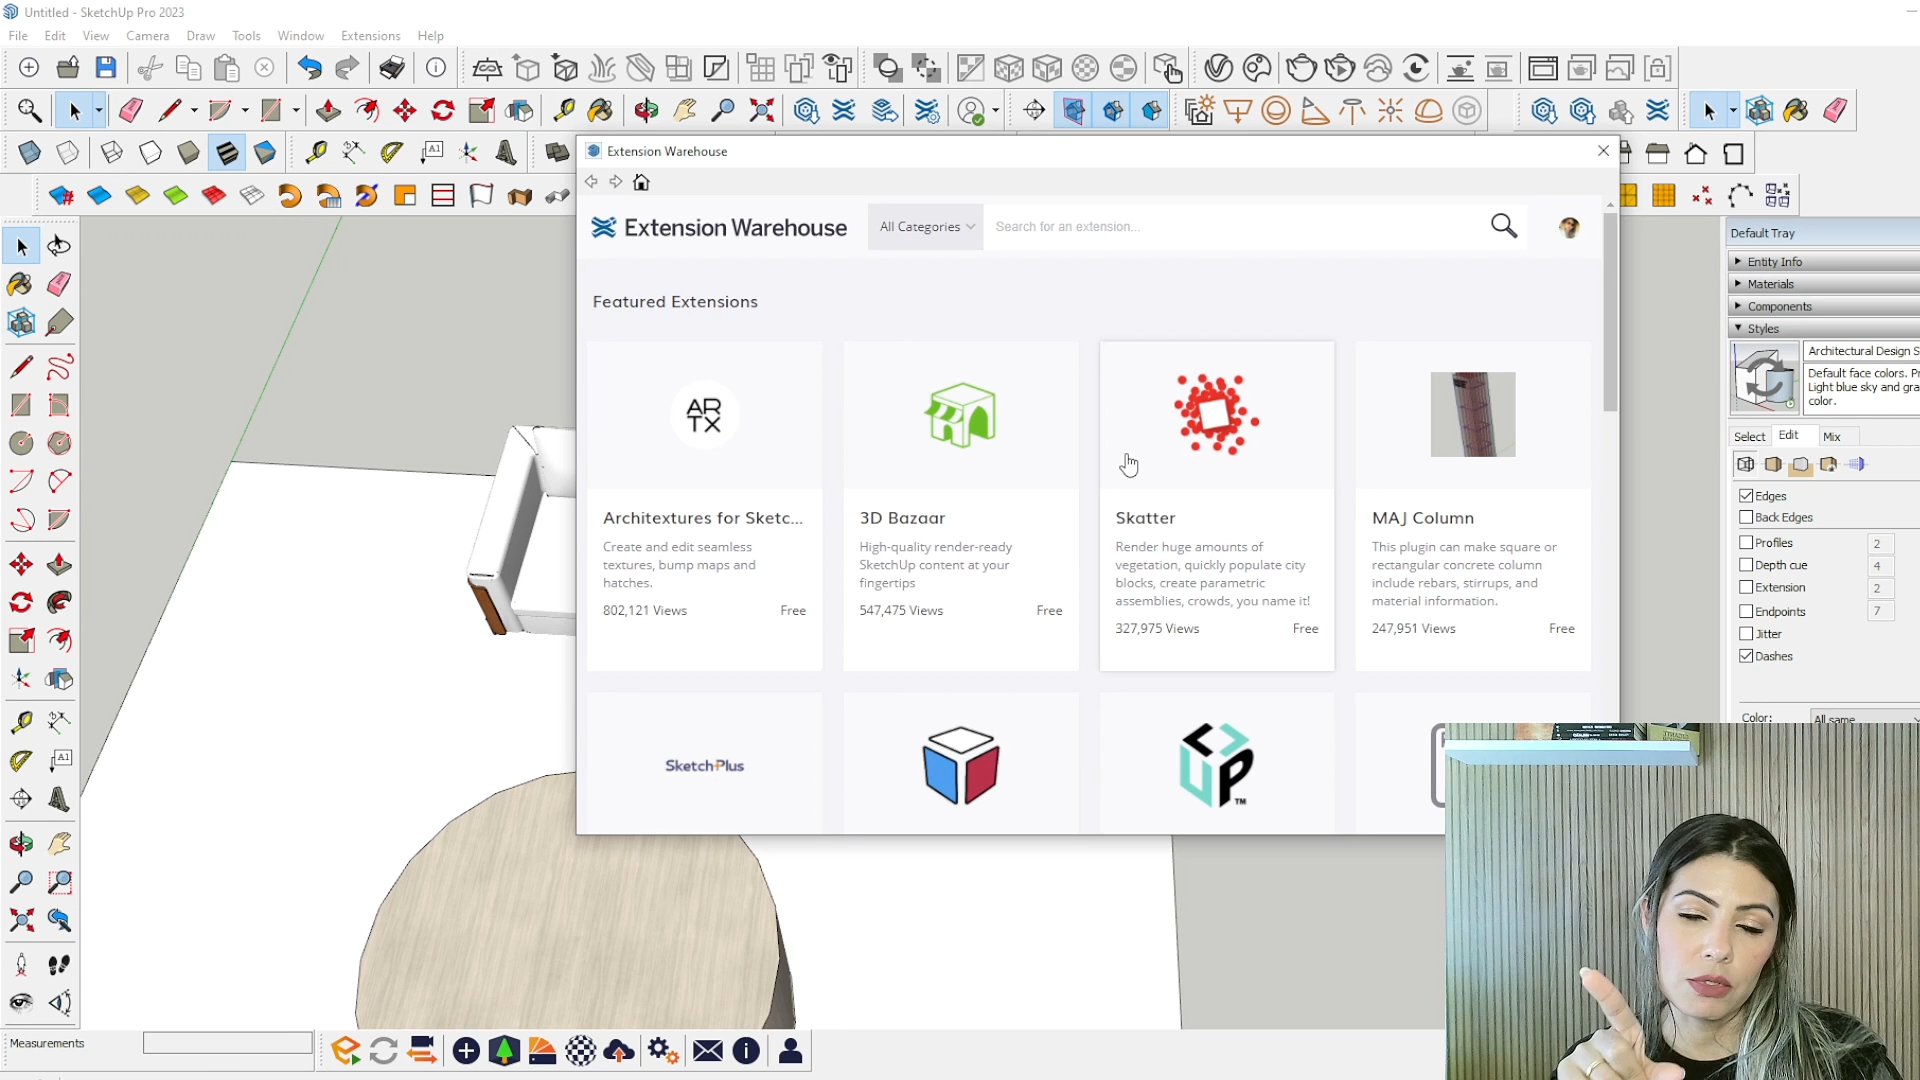 Untitled - SketchUp Pro 2023
File Edit View Camera Draw Tools Window Extensions Help
Extension Warehouse
Extension Warehouse
All Categories
Search for an extension...
Default Tray
Entity Info
Materials
Components
Styles
Architectural Design S
Default face colors. Pr
Light blue sky and gra
color.
Select Edit Mix
Edges
Back Edges
Profiles 2
Depth cue 4
Extension 2
Endpoints 7
Jitter
Dashes
Color: All same
Featured Extensions
AR
TX
Architextures for Sketc...
Create and edit seamless
textures, bump maps and
hatches.
802,121 Views Free
3D Bazaar
High-quality render-ready
SketchUp content at your
fingertips
547,475 Views Free
Skatter
Render huge amounts of
vegetation, quickly populate city
blocks, create parametric
assemblies, crowds, you name it!
327,975 Views Free
MAJ Column
This plugin can make square or
rectangular concrete column
include rebars, stirrups, and
material information.
247,951 Views Free
SketchPlus
UP™
A1
A1
Measurements